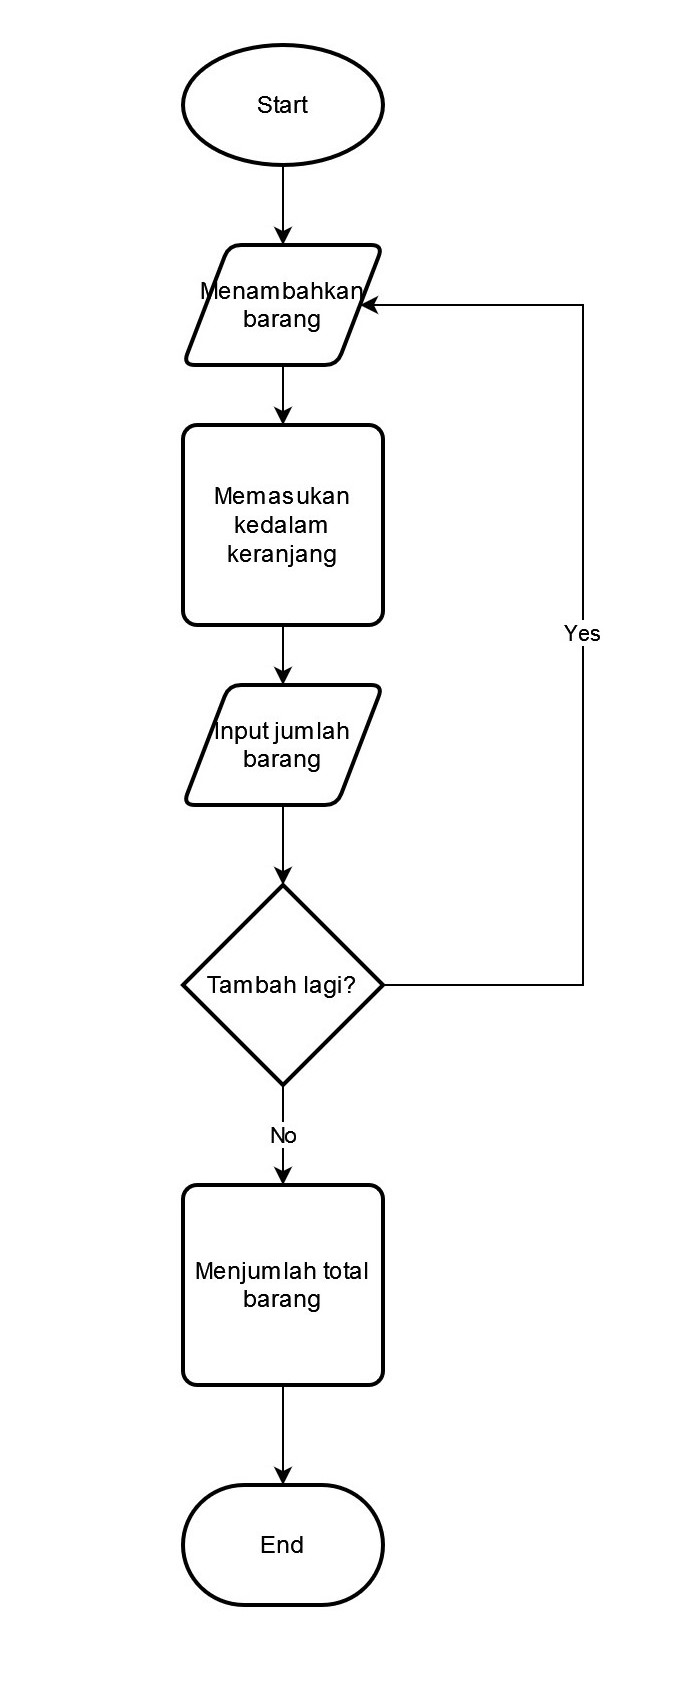 Start
Menambahkan
barang
Memasukan
kedalam
keranjang
Yes
Input jumlah
barang
Tambah lagi?
No
Menjumlah total
barang
End